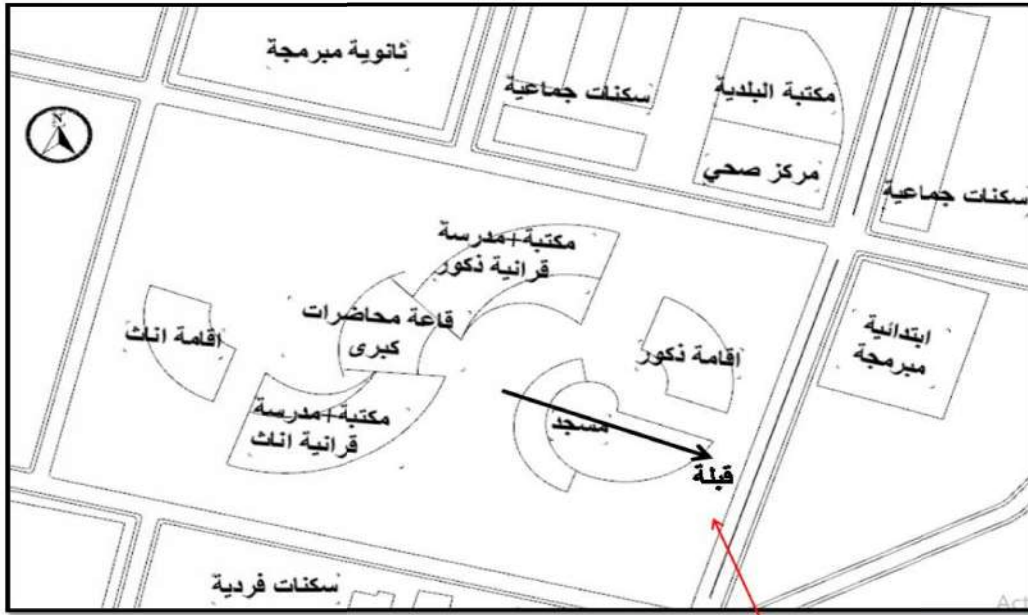 ثانوية مبرمجة
سكنات جماعية
مكتبة البلدية
مركز صحي
سكنات جماعية
N
مكتبة+مدرسة
قرانية ذكور
قاعة محاضرات
كبرى
اقامة اناث
اقامة ذكور
ابتدائية
مبرمجة
مكتبة+مدرسة
قرانية اناث
مسجد
قبلة
سكنات فردية
Act